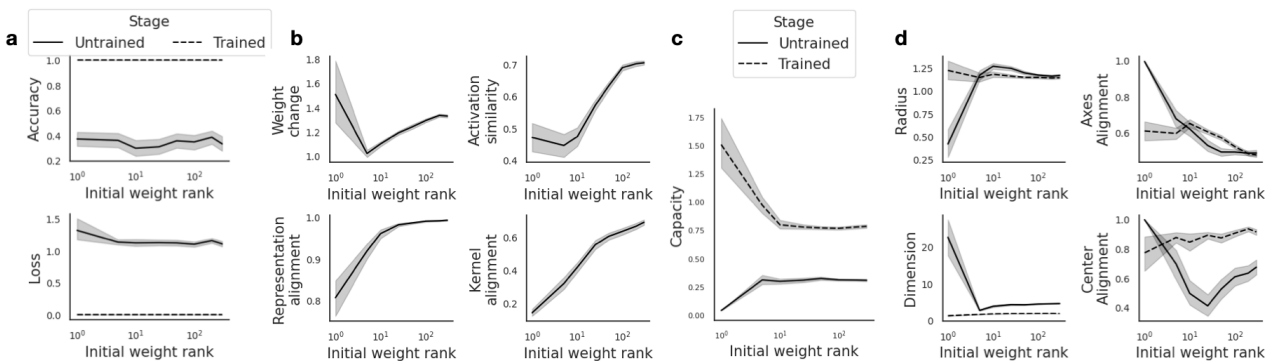 a
Stage
Untrained
Trained
Accuracy
1.0
0.8
0.6
0.4
0.2
10⁰
10¹
10²
Initial weight rank
Loss
1.5
1.0
0.5
0.0
10⁰
10¹
10²
Initial weight rank
b
Weight
change
1.8
1.6
1.4
1.2
1.0
10⁰
10¹
10²
Initial weight rank
Activation
similarity
0.7
0.6
0.5
0.4
10⁰
10¹
10²
Initial weight rank
Representation
alignment
1.0
0.9
0.8
10⁰
10¹
10²
Initial weight rank
Kernel
alignment
0.6
0.4
0.2
10⁰
10¹
10²
Initial weight rank
c
Stage
Untrained
Trained
Capacity
1.75
1.50
1.25
1.00
0.75
0.50
0.25
0.00
10⁰
10¹
10²
Initial weight rank
d
Radius
1.25
1.00
0.75
0.50
0.25
10⁰
10¹
10²
Initial weight rank
Axes
Alignment
1.0
0.8
0.6
10⁰
10¹
10²
Initial weight rank
Dimension
20
10
0
10⁰
10¹
10²
Initial weight rank
Center
Alignment
1.0
0.8
0.6
0.4
10⁰
10¹
10²
Initial weight rank